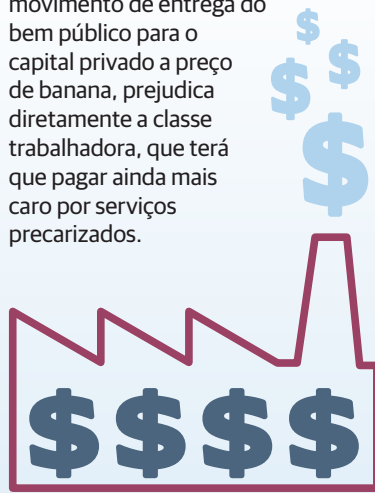 movimento de entrega do
bem público para o
capital privado a preço
de banana, prejudica
diretamente a classe
trabalhadora, que terá
que pagar ainda mais
caro por serviços
precarizados.
$
$
$
$
$$$$